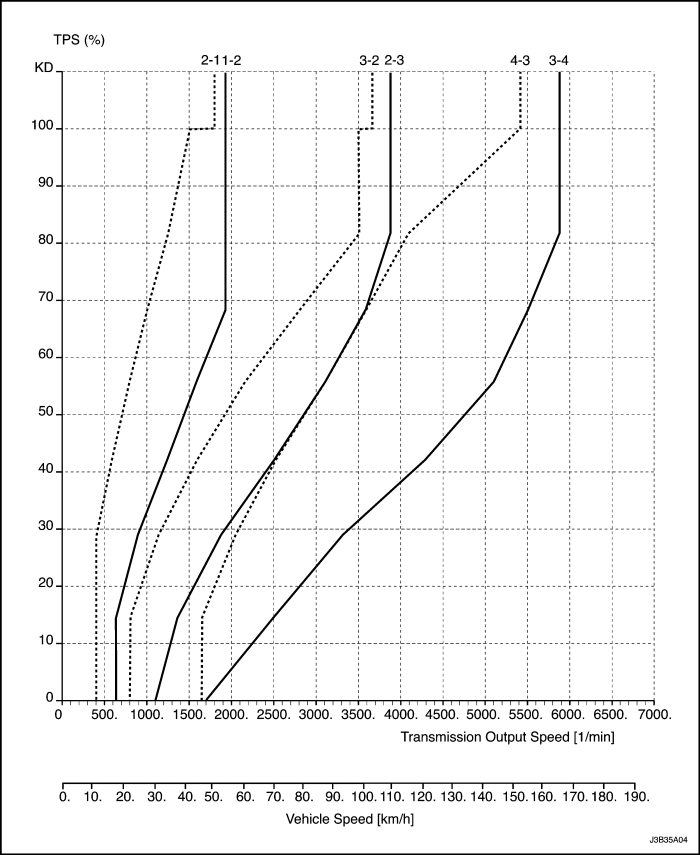 TPS (%)
2-1 1-2 3-2 2-3 4-3 3-4
KD
100
90
80
70
60
50
40
30
20
10
0
0 500. 1000. 1500. 2000. 2500. 3000. 3500. 4000. 4500. 5000. 5500. 6000. 6500. 7000.
Transmission Output Speed [1/min]
0. 10. 20. 30. 40. 50. 60. 70. 80. 90. 100. 110. 120. 130. 140. 150. 160. 170. 180. 190.
Vehicle Speed [km/h]
J3B35A04